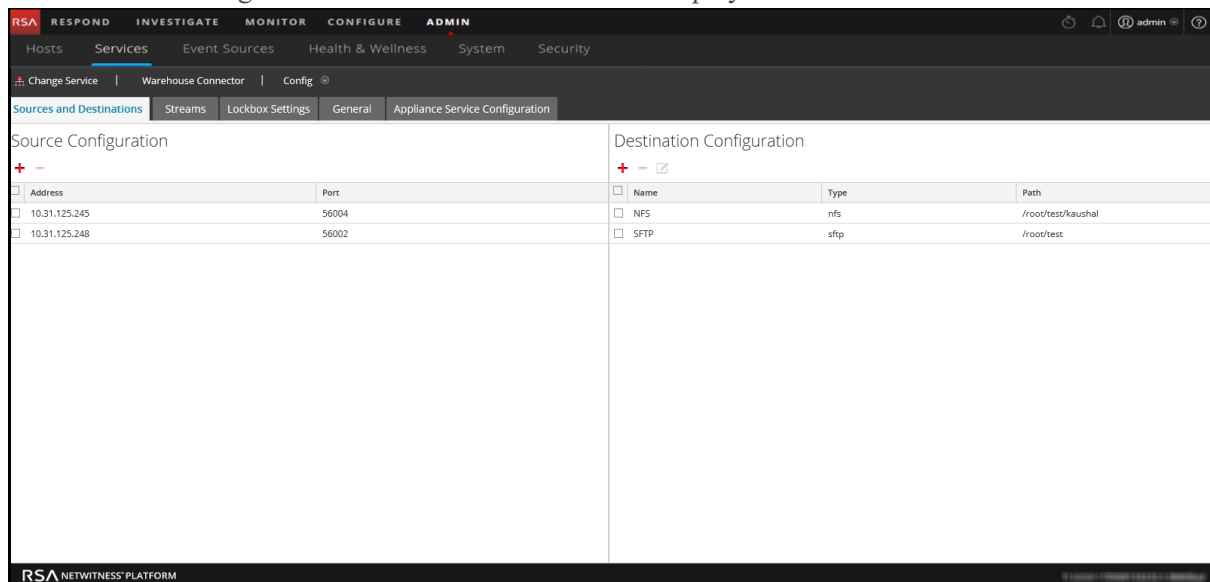 RSA RESPOND INVESTIGATE MONITOR CONFIGURE ADMIN admin ?
Hosts Services Event Sources Health & Wellness System Security
Change Service | Warehouse Connector | Config
Sources and Destinations Streams Lockbox Settings General Appliance Service Configuration
Source Configuration
Destination Configuration
Address Port
10.31.125.245 56004
10.31.125.248 56002
Name Type Path
NFS nfs /root/test/kaushal
SFTP sftp /root/test
RSA NETWITNESS® PLATFORM